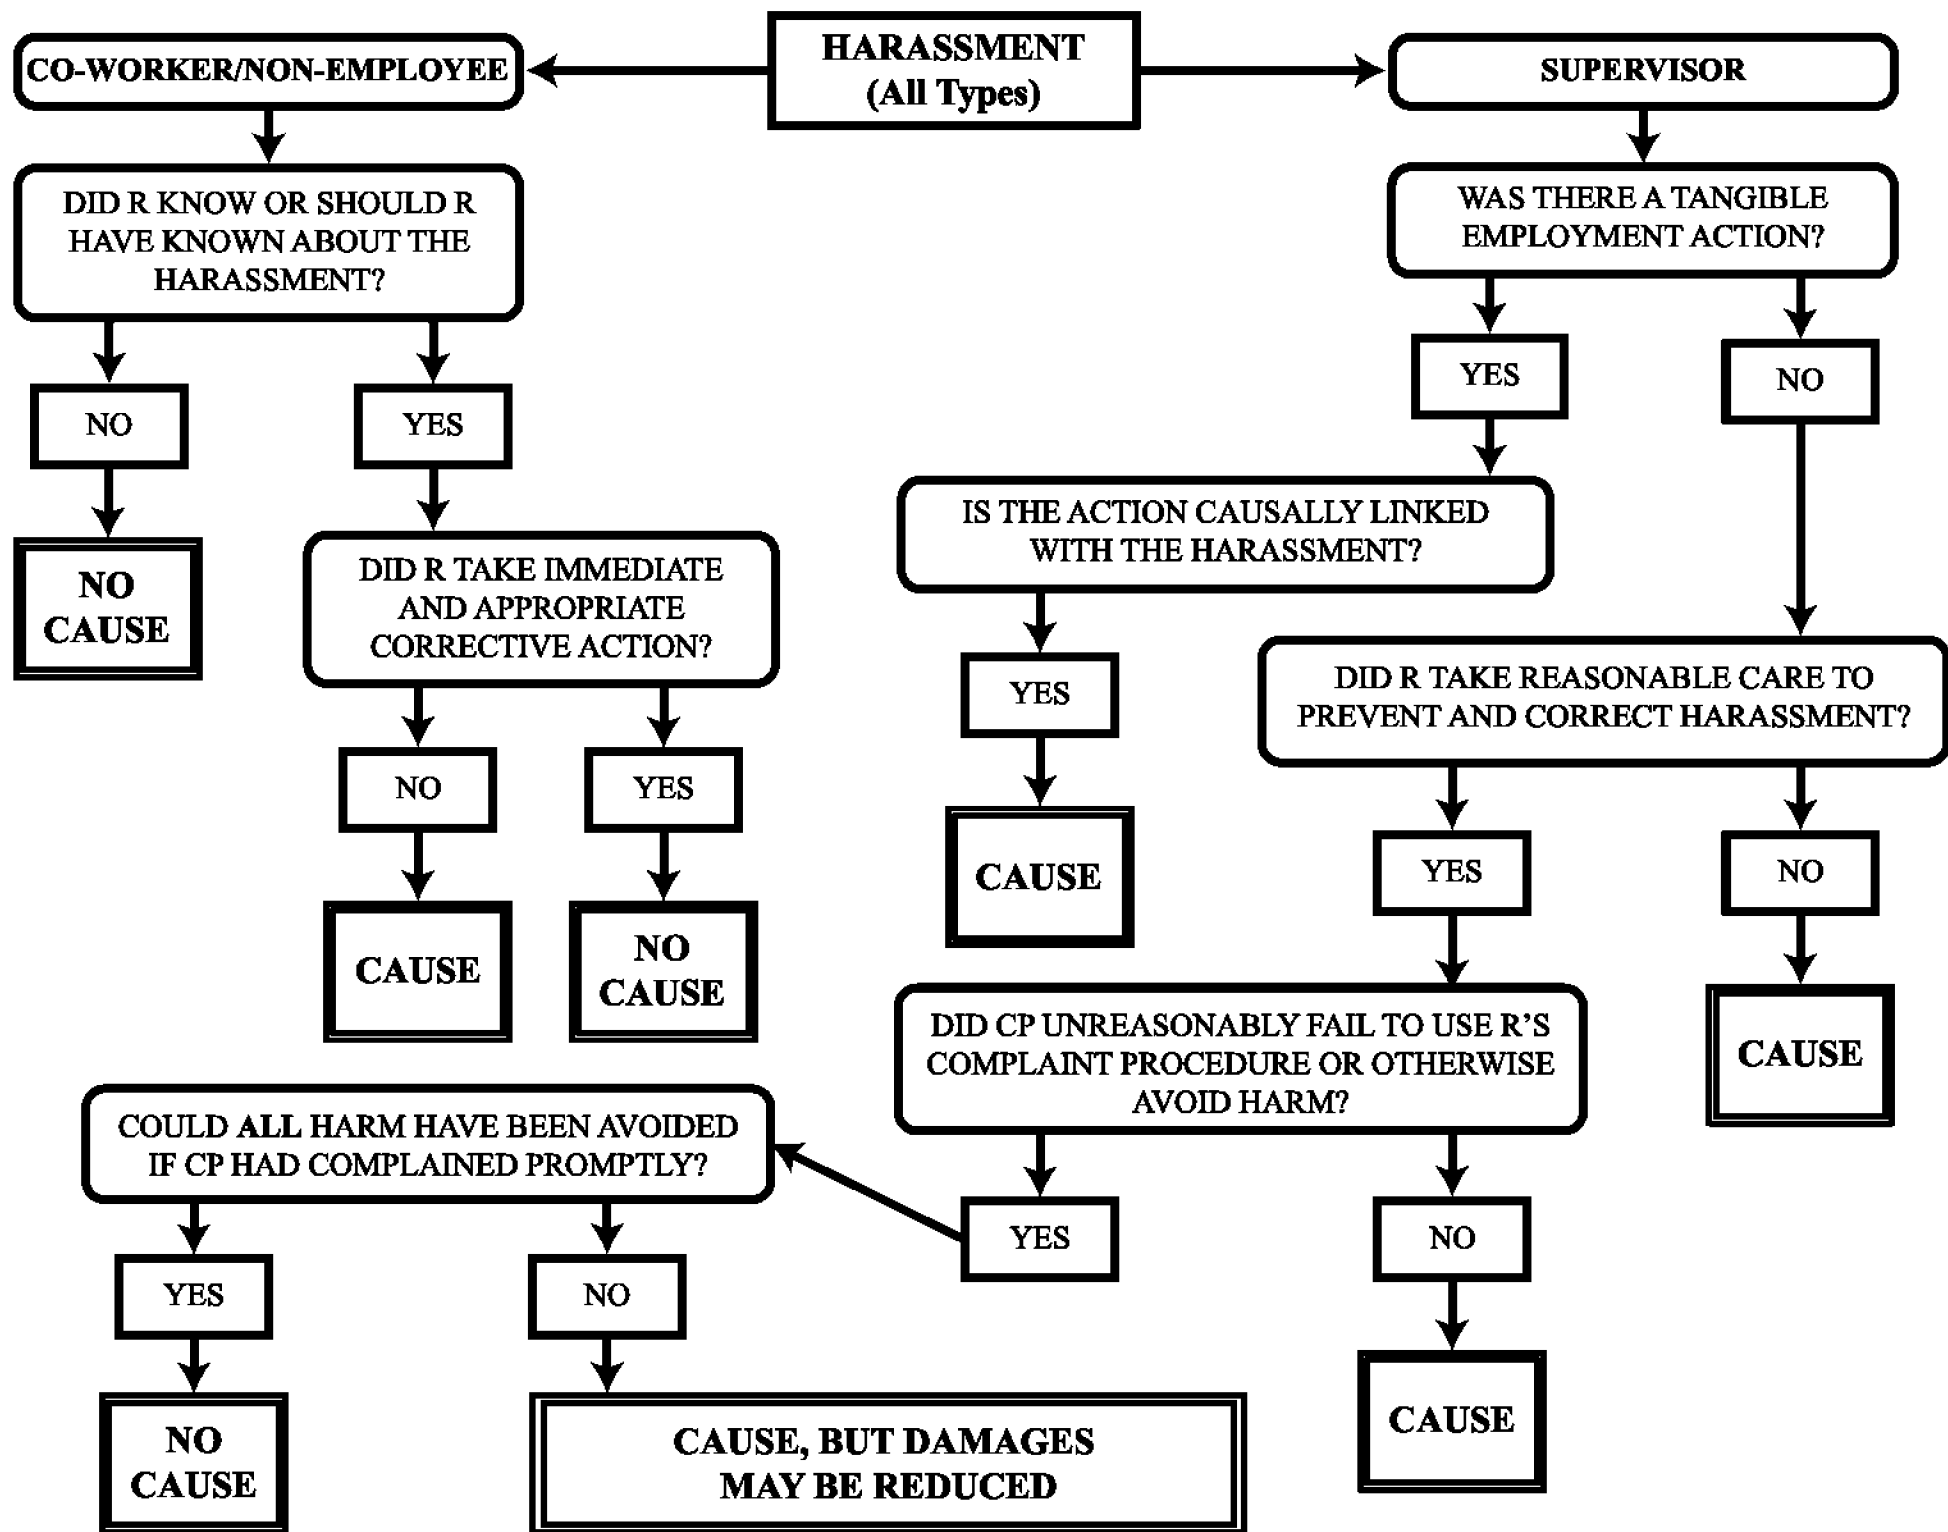 HARASSMENT
(All Types)
CO-WORKER/NON-EMPLOYEE
SUPERVISOR
DID R KNOW OR SHOULD R
HAVE KNOWN ABOUT THE
HARASSMENT?
NO
YES
NO
CAUSE
DID R TAKE IMMEDIATE
AND APPROPRIATE
CORRECTIVE ACTION?
NO
YES
CAUSE
NO
CAUSE
WAS THERE A TANGIBLE
EMPLOYMENT ACTION?
YES
NO
IS THE ACTION CAUSALLY LINKED
WITH THE HARASSMENT?
YES
CAUSE
DID R TAKE REASONABLE CARE TO
PREVENT AND CORRECT HARASSMENT?
YES
NO
CAUSE
DID CP UNREASONABLY FAIL TO USE R’S
COMPLAINT PROCEDURE OR OTHERWISE
AVOID HARM?
YES
NO
CAUSE
COULD ALL HARM HAVE BEEN AVOIDED
IF CP HAD COMPLAINED PROMPTLY?
YES
NO
NO
CAUSE
CAUSE, BUT DAMAGES
MAY BE REDUCED